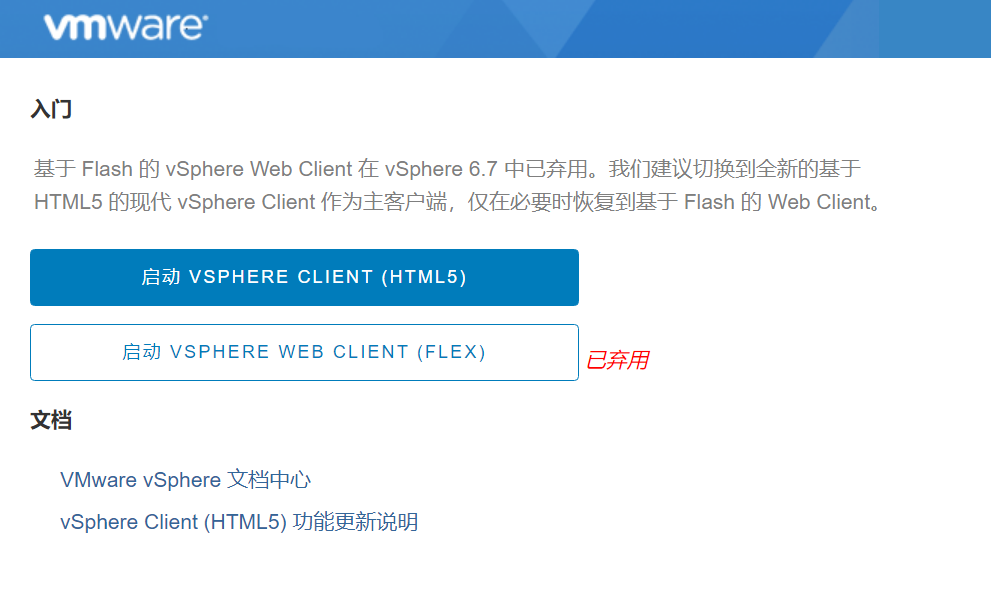 vmware®
入门
基于 Flash 的 vSphere Web Client 在 vSphere 6.7 中已弃用。我们建议切换到全新的基于
HTML5 的现代 vSphere Client 作为主客户端，仅在必要时恢复到基于 Flash 的 Web Client。
启动 VSPHERE CLIENT (HTML5)
启动 VSPHERE WEB CLIENT (FLEX) 已弃用
文档
VMware vSphere 文档中心
vSphere Client (HTML5) 功能更新说明